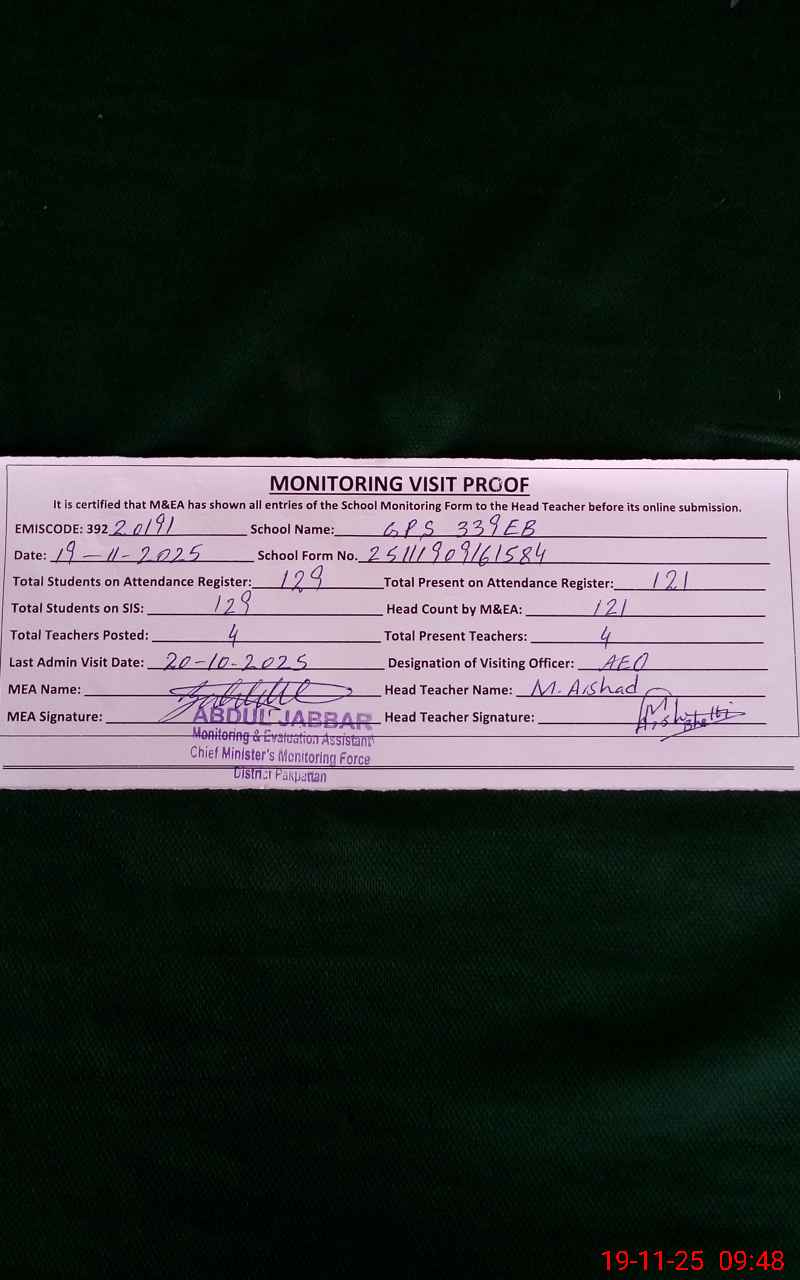 MONITORING VISIT PROOF
It is certified that M&EA has shown all entries of the School Monitoring Form to the Head Teacher before its online submission.
EMISCODE: 392 20191 School Name: GPS 339EB
Date: 19-11-2025 School Form No. 25111909161584
Total Students on Attendance Register: 129 Total Present on Attendance Register: 121
Total Students on SIS: 129 Head Count by M&EA: 121
Total Teachers Posted: 4 Total Present Teachers: 4
Last Admin Visit Date: 20-10-2025 Designation of Visiting Officer: AEO
MEA Name: Head Teacher Name: M. Arshad
MEA Signature: ABDUL JABBAR Head Teacher Signature:
Monitoring & Evaluation Assistant
Chief Minister's Monitoring Force
District Pakpattan
19-11-25 09:48